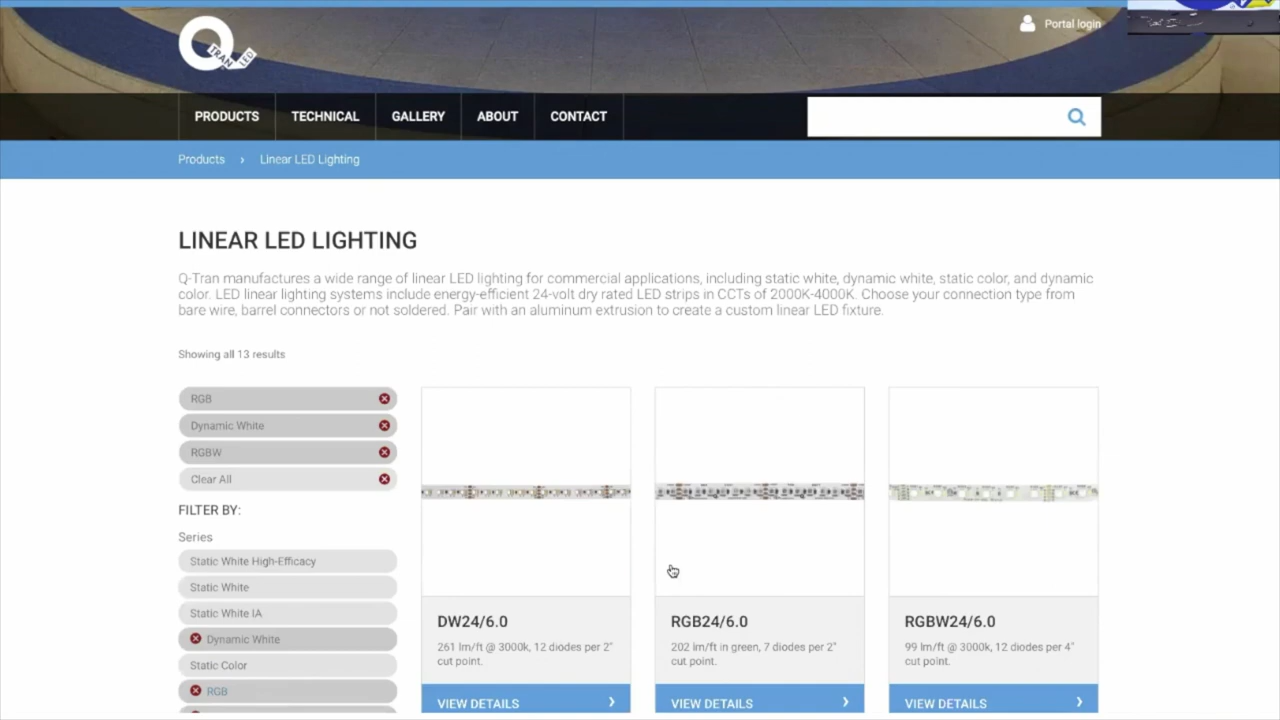 Q
TRAN LED
Portal login
PRODUCTS
TECHNICAL
GALLERY
ABOUT
CONTACT
Products › Linear LED Lighting
LINEAR LED LIGHTING
Q-Tran manufactures a wide range of linear LED lighting for commercial applications, including static white, dynamic white, static color, and dynamic
color. LED linear lighting systems include energy-efficient 24-volt dry rated LED strips in CCTs of 2000K-4000K. Choose your connection type from
bare wire, barrel connectors or not soldered. Pair with an aluminum extrusion to create a custom linear LED fixture.
Showing all 13 results
RGB
Dynamic White
RGBW
Clear All
FILTER BY:
Series
Static White High-Efficacy
Static White
Static White IA
Dynamic White
Static Color
RGB
DW24/6.0
261 lm/ft @ 3000k, 12 diodes per 2"
cut point.
VIEW DETAILS
RGB24/6.0
202 lm/ft in green, 7 diodes per 2"
cut point.
VIEW DETAILS
RGBW24/6.0
99 lm/ft @ 3000k, 12 diodes per 4"
cut point.
VIEW DETAILS